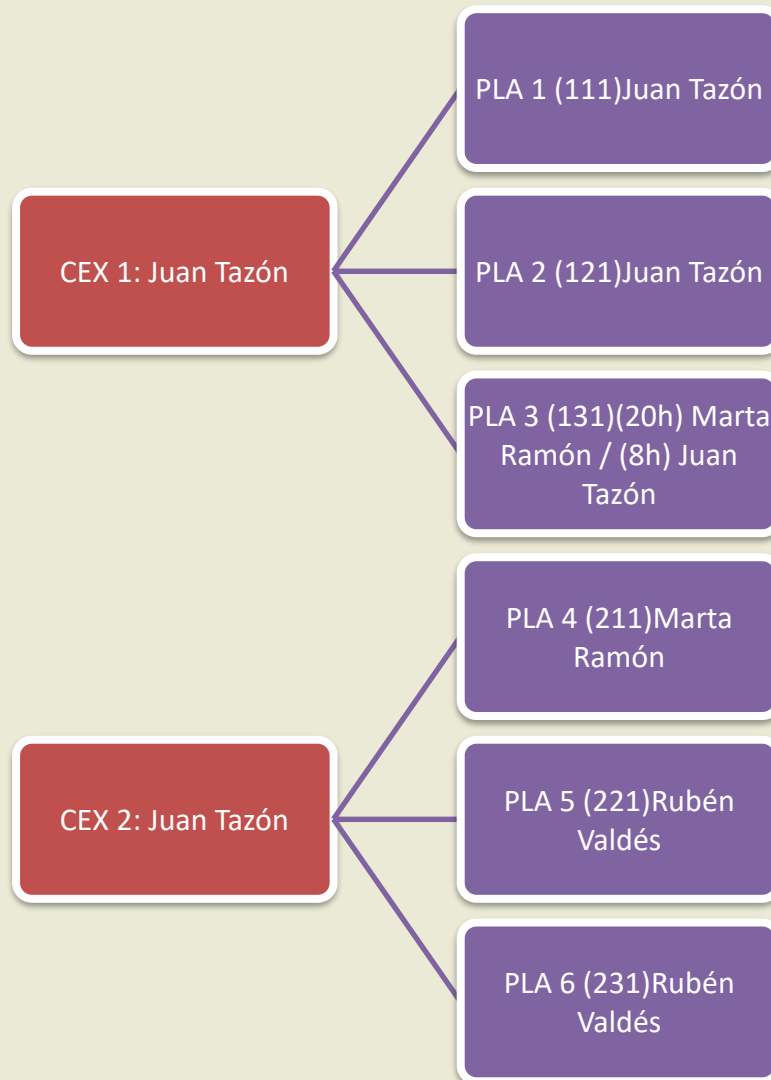 PLA 1 (111)Juan Tazón
CEX 1: Juan Tazón
PLA 2 (121)Juan Tazón
PLA 3 (131)(20h) Marta
Ramón / (8h) Juan
Tazón
PLA 4 (211)Marta
Ramón
CEX 2: Juan Tazón
PLA 5 (221)Rubén
Valdés
PLA 6 (231)Rubén
Valdés